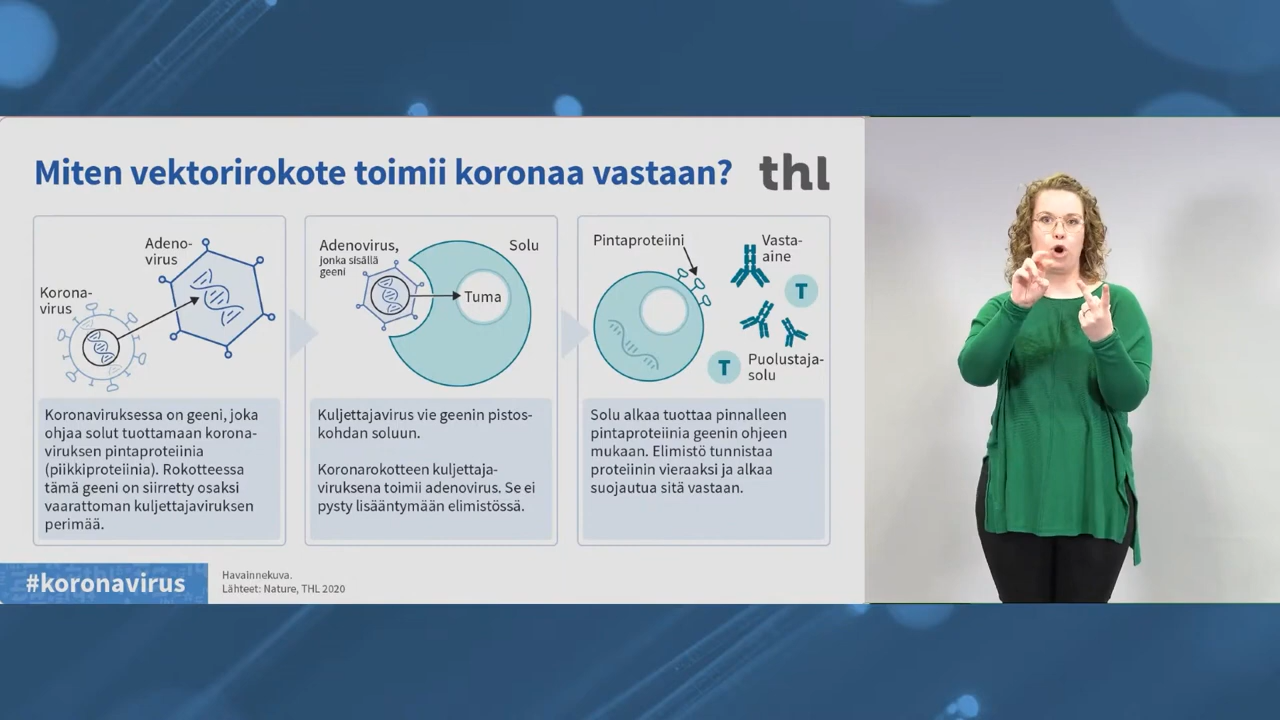 Miten vektorirokote toimii koronaa vastaan?
thl
Adeno-
virus
Korona-
virus
Koronaviruksessa on geeni, joka
ohjaa solut tuottamaan korona-
viruksen pintaproteiinia
(piikkiproteiinia). Rokotteessa
tämä geeni on siirretty osaksi
vaarattoman kuljettajaviruksen
perimää.
Adenovirus,
jonka sisällä
geeni
Solu
Tuma
Kuljettajavirus vie geenin pistos-
kohdan soluun.
Koronarokotteen kuljettaja-
viruksena toimii adenovirus. Se ei
pysty lisääntymään elimistössä.
Pintaproteiini
Vasta-
aine
T
T
Puolustaja-
solu
Solu alkaa tuottaa pinnalleen
pintaproteiinia geenin ohjeen
mukaan. Elimistö tunnistaa
proteiinin vieraaksi ja alkaa
suojautua sitä vastaan.
#koronavirus
Havainnekuva.
Lähteet: Nature, THL 2020